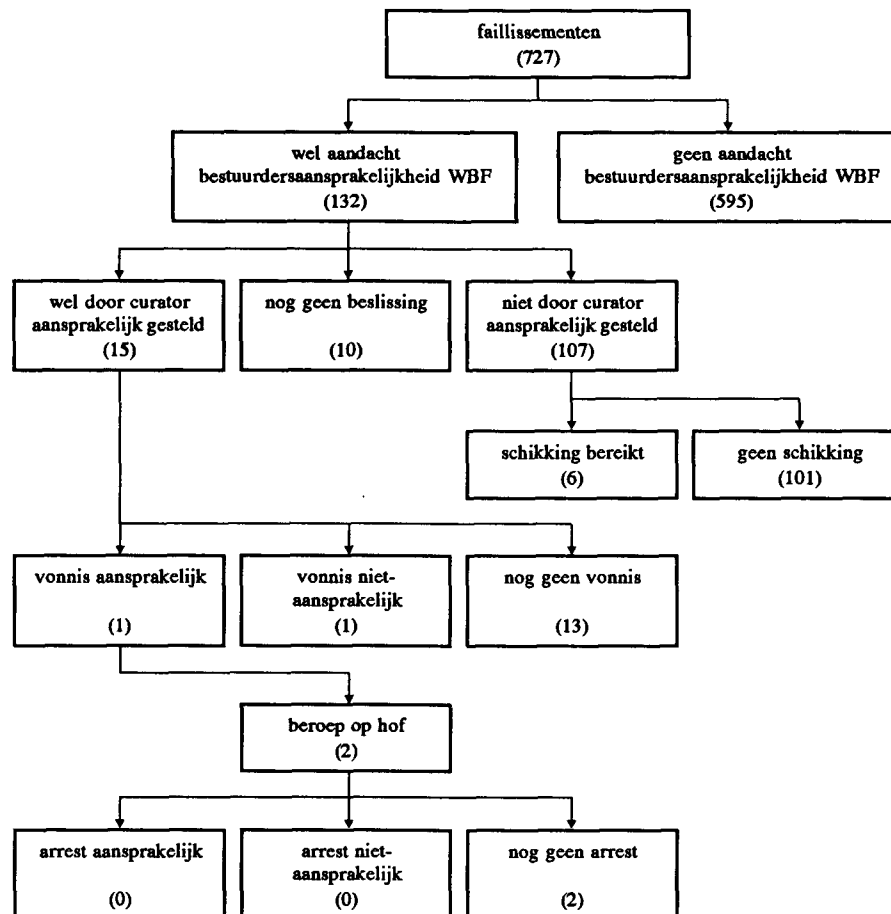 faillissementen
(727)
wel aandacht
bestuurdersaansprakelijkheid WBF
(132)
geen aandacht
bestuurdersaansprakelijkheid WBF
(595)
wel door curator
aansprakelijk gesteld
(15)
nog geen beslissing
(10)
niet door curator
aansprakelijk gesteld
(107)
schikking bereikt
(6)
geen schikking
(101)
vonnis aansprakelijk
(1)
vonnis niet-
aansprakelijk
(1)
nog geen vonnis
(13)
beroep op hof
(2)
arrest aansprakelijk
(0)
arrest niet-
aansprakelijk
(0)
nog geen arrest
(2)